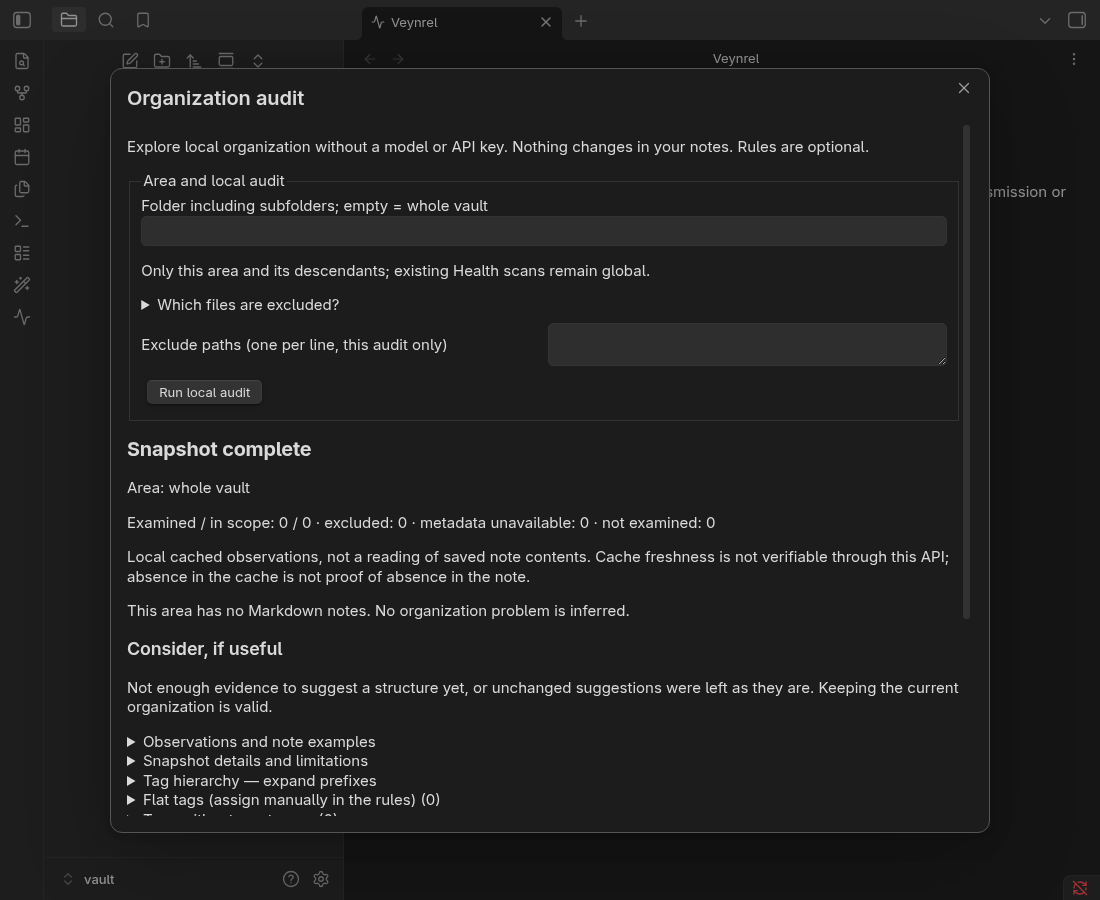 Veynrel
Veynrel
Organization audit
smission or
Explore local organization without a model or API key. Nothing changes in your notes. Rules are optional.
Area and local audit
Folder including subfolders; empty = whole vault
Only this area and its descendants; existing Health scans remain global.
Which files are excluded?
Exclude paths (one per line, this audit only)
Run local audit
Snapshot complete
Area: whole vault
Examined / in scope: 0 / 0 · excluded: 0 · metadata unavailable: 0 · not examined: 0
Local cached observations, not a reading of saved note contents. Cache freshness is not verifiable through this API;
absence in the cache is not proof of absence in the note.
This area has no Markdown notes. No organization problem is inferred.
Consider, if useful
Not enough evidence to suggest a structure yet, or unchanged suggestions were left as they are. Keeping the current
organization is valid.
Observations and note examples
Snapshot details and limitations
Tag hierarchy — expand prefixes
Flat tags (assign manually in the rules) (0)
vault